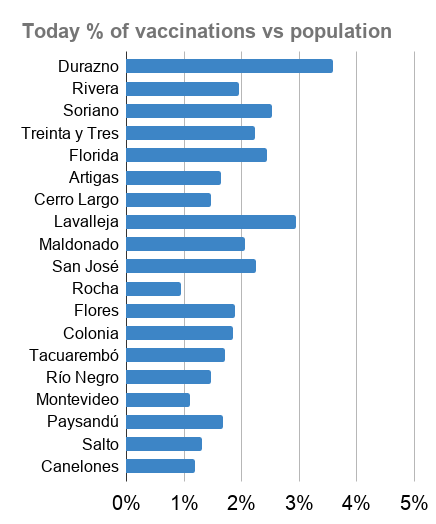 Today % of vaccinations vs population
Durazno
Rivera
Soriano
Treinta y Tres
Florida
Artigas
Cerro Largo
Lavalleja
Maldonado
San José
Rocha
Flores
Colonia
Tacuarembó
Río Negro
Montevideo
Paysandú
Salto
Canelones
0% 1% 2% 3% 4% 5%